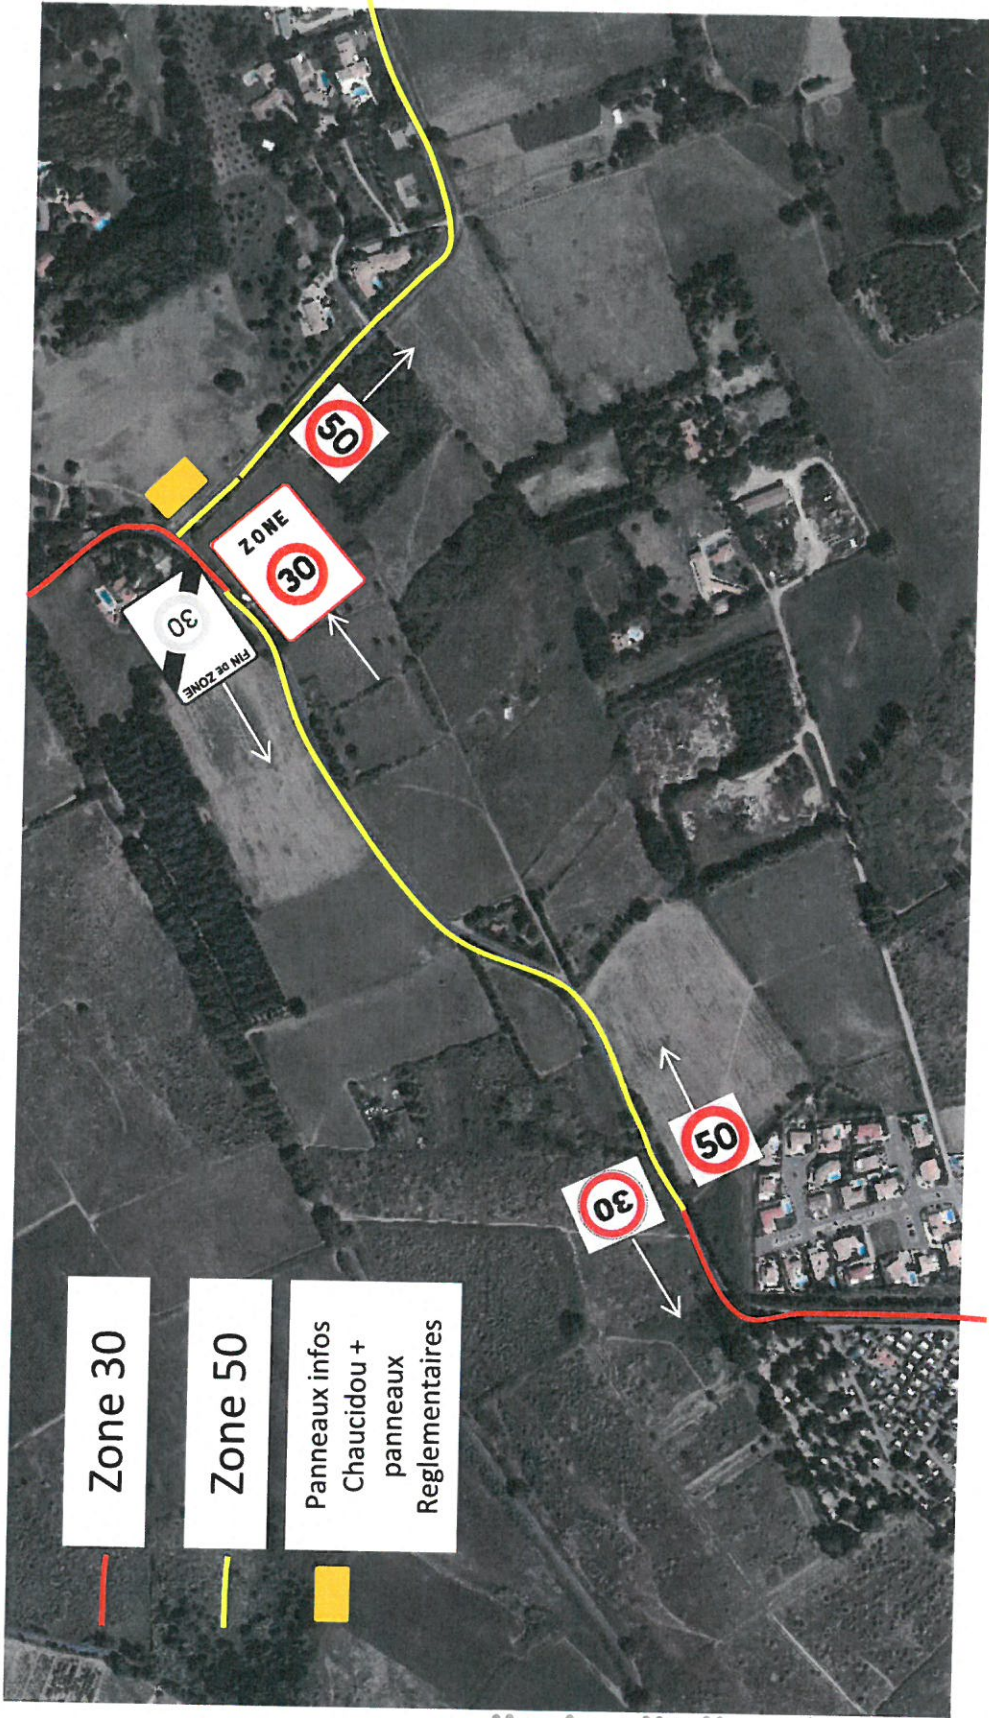 Zone 30
Zone 50
Panneaux infos
Chaucidou +
panneaux
Reglementaires
30
50
FIN DE ZONE
30
ZONE
30
50